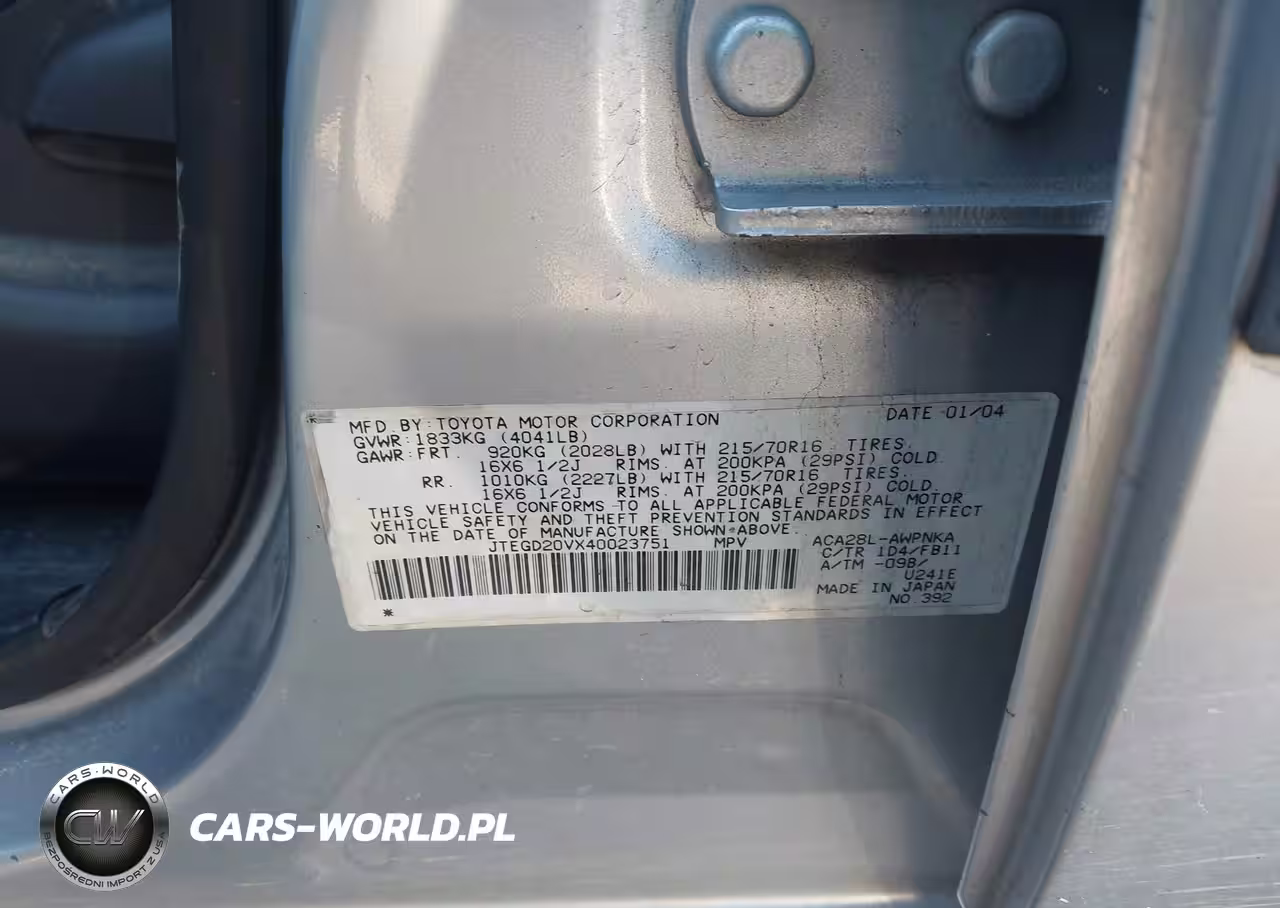 MFD.BY:TOYOTA MOTOR CORPORATION DATE 01/04
GVWR:1833KG (4041LB)
GAWR:FRT. 920KG (2028LB) WITH 215/70R16 TIRES.
16X6 1/2J RIMS. AT 200KPA (29PSI) COLD.
RR. 1010KG (2227LB) WITH 215/70R16 TIRES.
16X6 1/2J RIMS. AT 200KPA (29PSI) COLD.
THIS VEHICLE CONFORMS TO ALL APPLICABLE FEDERAL MOTOR
VEHICLE SAFETY AND THEFT PREVENTION STANDARDS IN EFFECT
ON THE DATE OF MANUFACTURE SHOWN ABOVE.
JTEGD20VX40023751 MPV
ACA28L-AWPNKA
C/TR 1D4/FB11
A/TM -09B/
U241E
MADE IN JAPAN
NO.392
CARS-WORLD
CW
BEZPOŚREDNI IMPORT Z USA
CARS-WORLD.PL